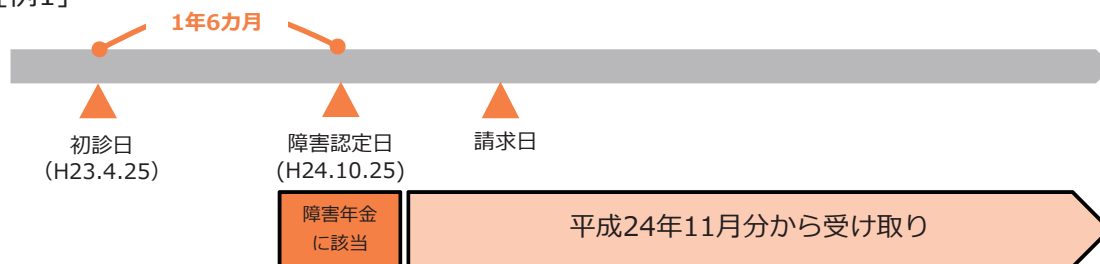 1年6カ月
初診日
（H23.4.25）
障害認定日
(H24.10.25)
請求日
障害年金
に該当
平成24年11月分から受け取り